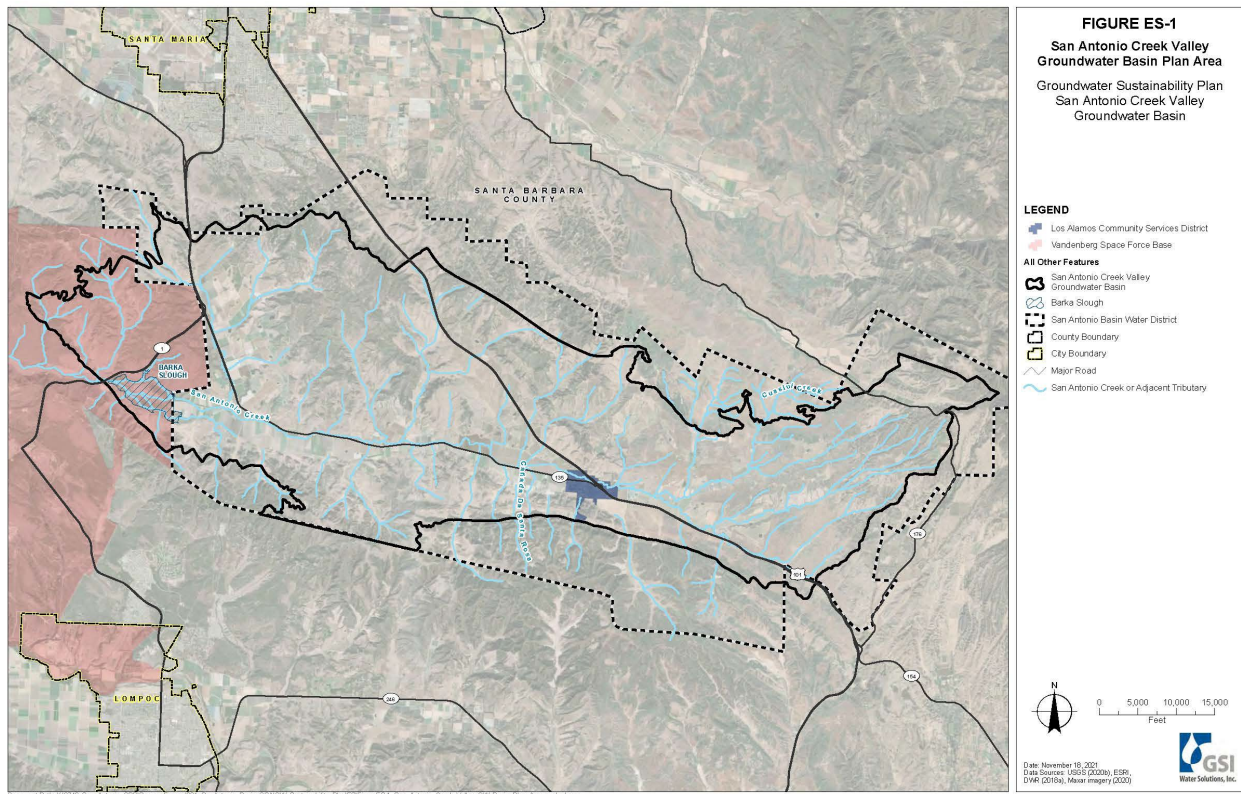 SANTA MARIA
SANTA BARBARA
COUNTY
1
BARKA
SLOUGH
San Antonio Creek
Cuaslui Creek
Canada De Santa Rosa
135
101
176
154
246
LOMPOC
FIGURE ES-1
San Antonio Creek Valley
Groundwater Basin Plan Area
Groundwater Sustainability Plan
San Antonio Creek Valley
Groundwater Basin
LEGEND
Los Alamos Community Services District
Vandenberg Space Force Base
All Other Features
San Antonio Creek Valley
Groundwater Basin
Barka Slough
San Antonio Basin Water District
County Boundary
City Boundary
Major Road
San Antonio Creek or Adjacent Tributary
N
0 5,000 10,000 15,000
Feet
Date: November 18, 2021
Data Sources: USGS (2020b), ESRI,
DWR (2018a), Maxar imagery (2020)
GSI
Water Solutions, Inc.